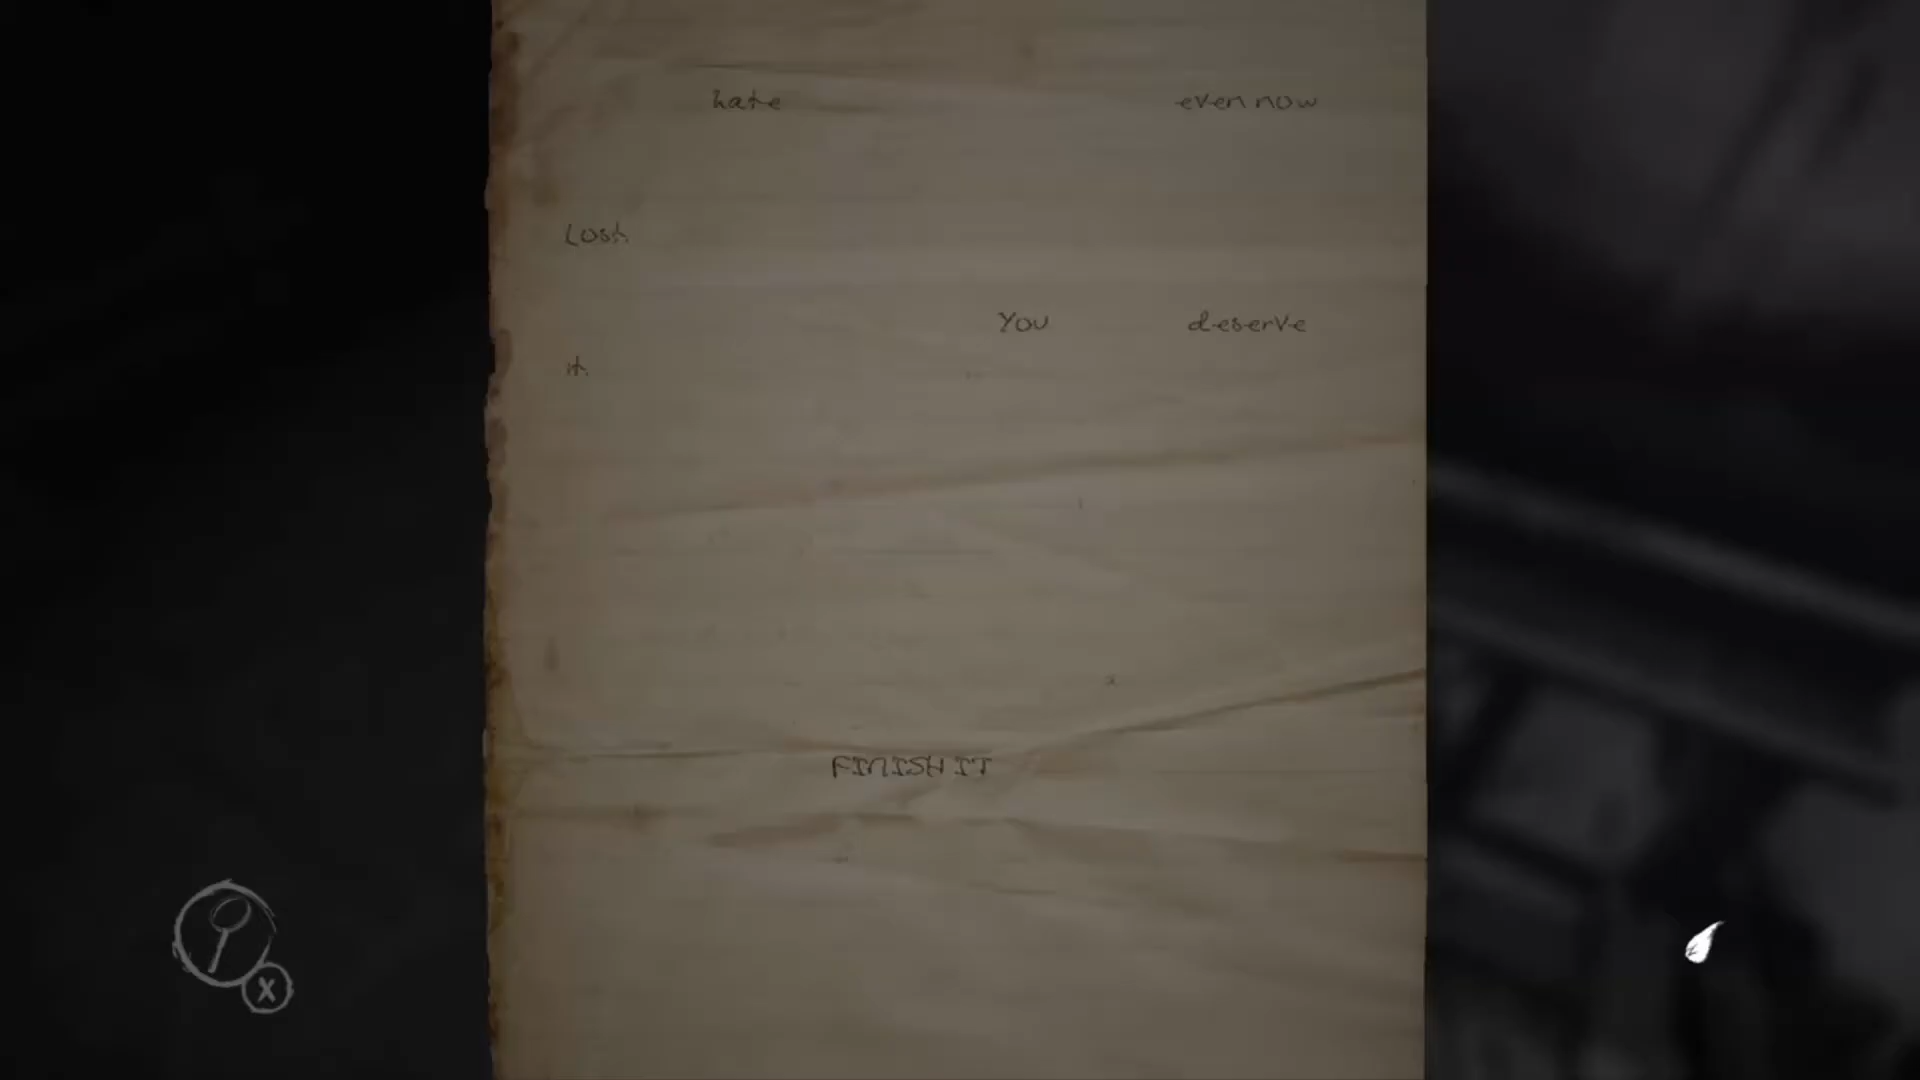 hate even now
Lost.
You deserve
it.
FINISH IT
X